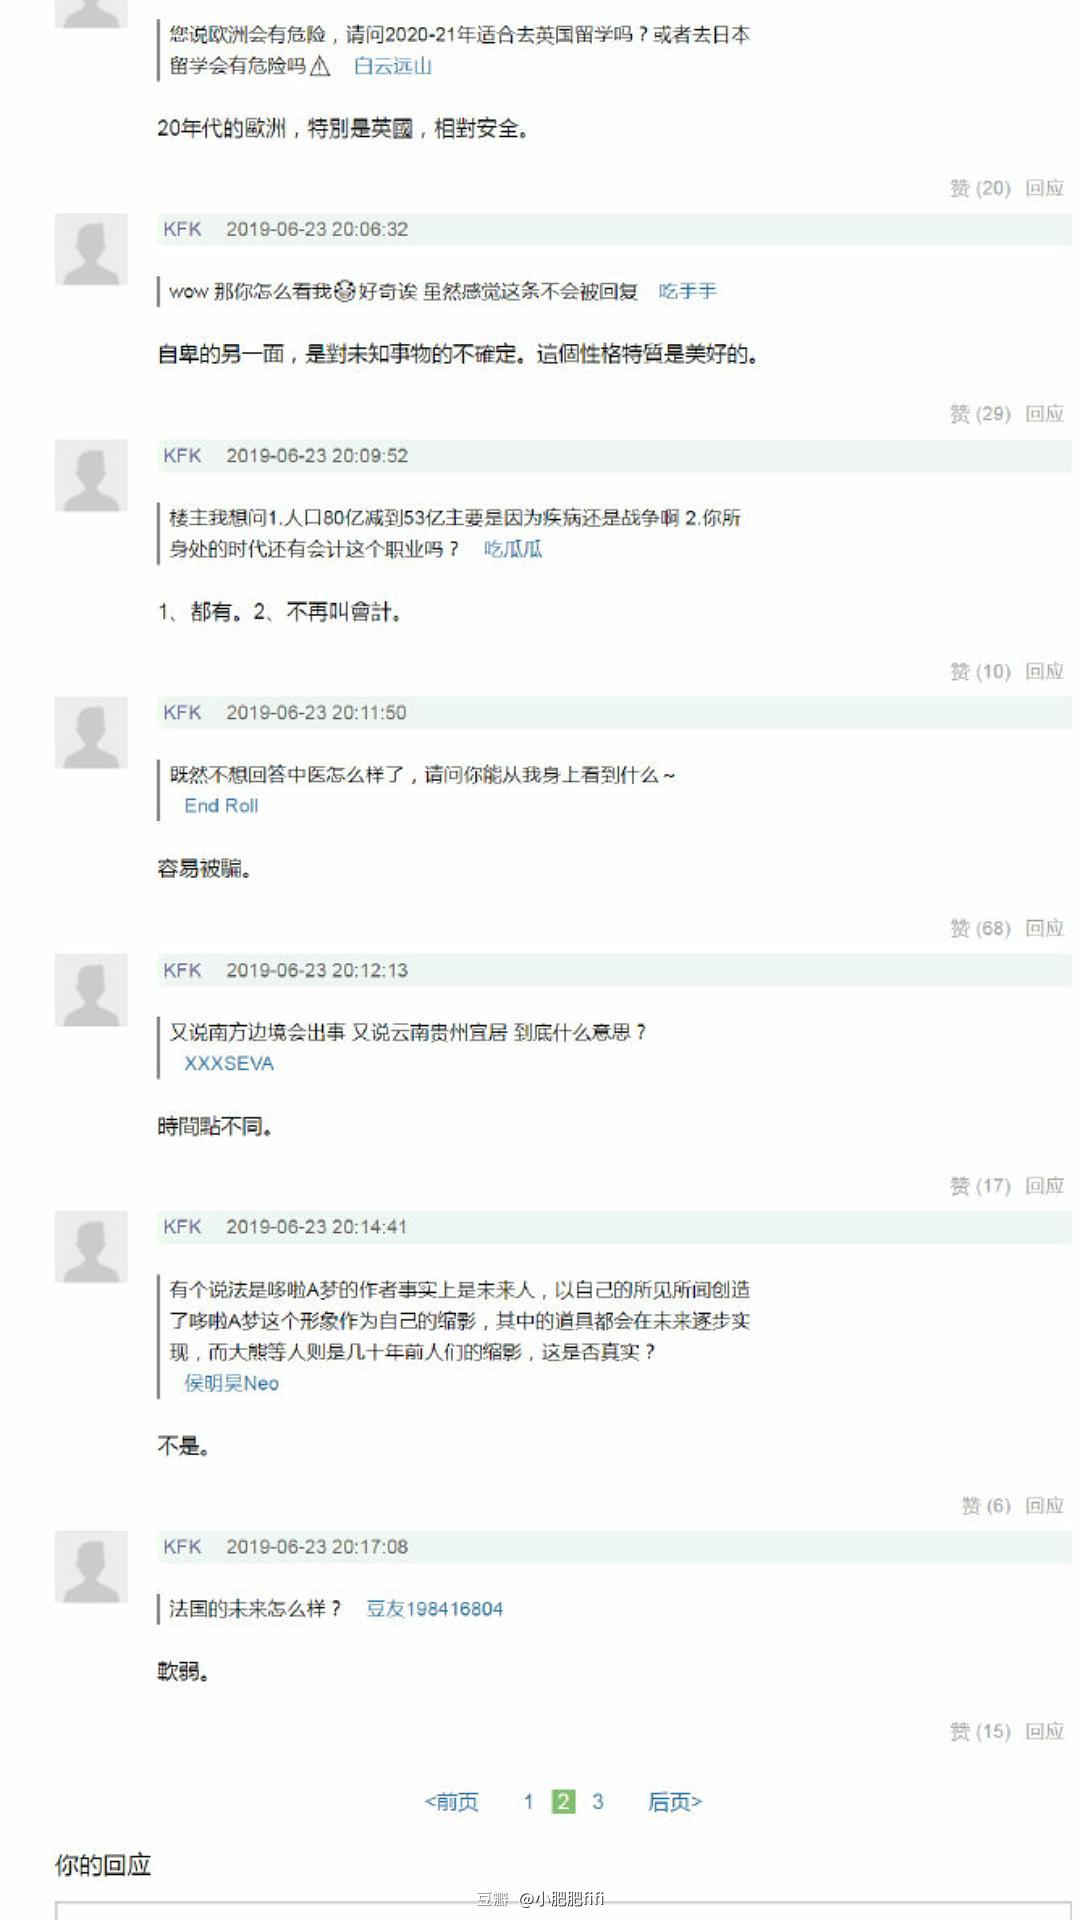 您说欧洲会有危险，请问2020-21年适合去英国留学吗？或者去日本
留学会有危险吗⚠ 白云远山
20年代的歐洲，特別是英國，相對安全。
赞 (20) 回应
KFK 2019-06-23 20:06:32
wow 那你怎么看我好奇诶 虽然感觉这条不会被回复 吃手手
自卑的另一面，是對未知事物的不確定。這個性格特質是美好的。
赞 (29) 回应
KFK 2019-06-23 20:09:52
楼主我想问1.人口80亿减到53亿主要是因为疾病还是战争啊 2.你所
身处的时代还有会计这个职业吗？ 吃瓜瓜
1、都有。2、不再叫會計。
赞 (10) 回应
KFK 2019-06-23 20:11:50
既然不想回答中医怎么样了，请问你能从我身上看到什么～
End Roll
容易被騙。
赞 (68) 回应
KFK 2019-06-23 20:12:13
又说南方边境会出事 又说云南贵州宜居 到底什么意思？
XXXSEVA
時間點不同。
赞 (17) 回应
KFK 2019-06-23 20:14:41
有个说法是哆啦A梦的作者事实上是未来人，以自己的所见所闻创造
了哆啦A梦这个形象作为自己的缩影，其中的道具都会在未来逐步实
现，而大熊等人则是几十年前人们的缩影，这是否真实？
侯明昊Neo
不是。
赞 (6) 回应
KFK 2019-06-23 20:17:08
法国的未来怎么样？ 豆友198416804
軟弱。
赞 (15) 回应
<前页 1 2 3 后页>
你的回应
豆瓣 @小肥肥fifi